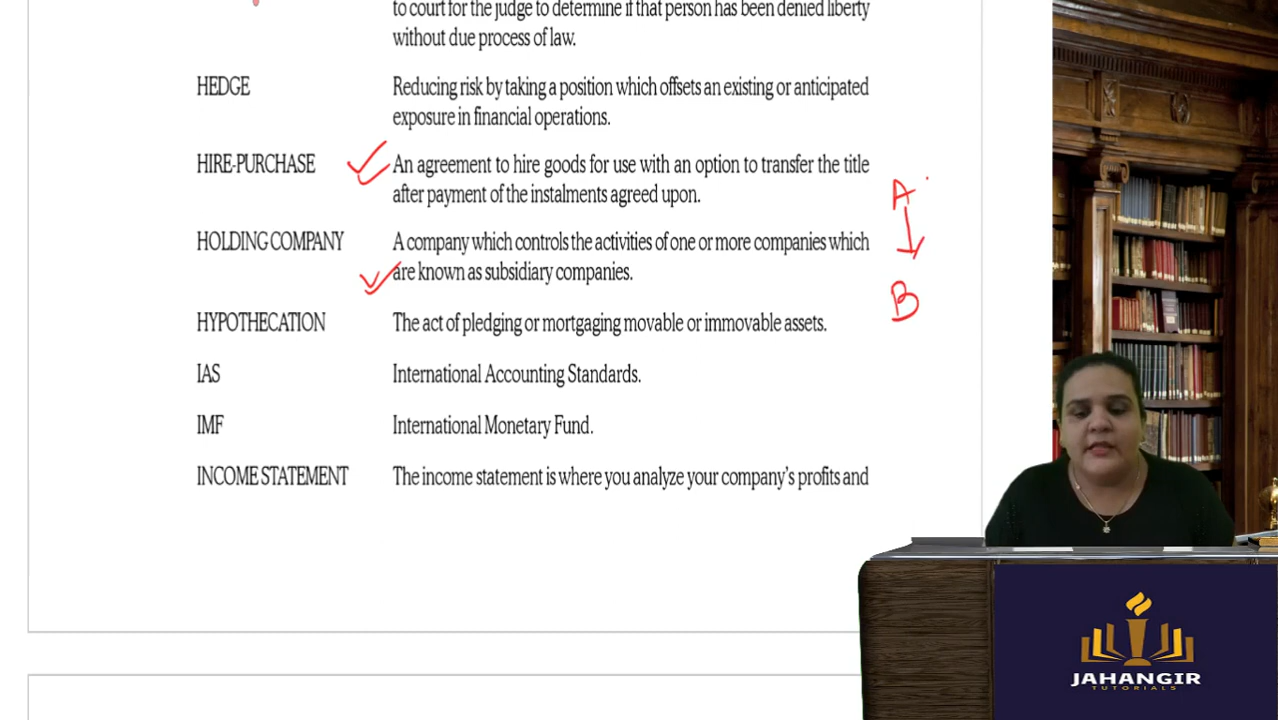 to court for the judge to determine if that person has been denied liberty
without due process of law.
HEDGE
Reducing risk by taking a position which offsets an existing or anticipated
exposure in financial operations.
HIRE-PURCHASE
An agreement to hire goods for use with an option to transfer the title
after payment of the instalments agreed upon.
HOLDING COMPANY
A company which controls the activities of one or more companies which
are known as subsidiary companies.
HYPOTHECATION
The act of pledging or mortgaging movable or immovable assets.
IAS
International Accounting Standards.
IMF
International Monetary Fund.
INCOME STATEMENT
The income statement is where you analyze your company's profits and
A
B
JAHANGIR
TUTORIALS